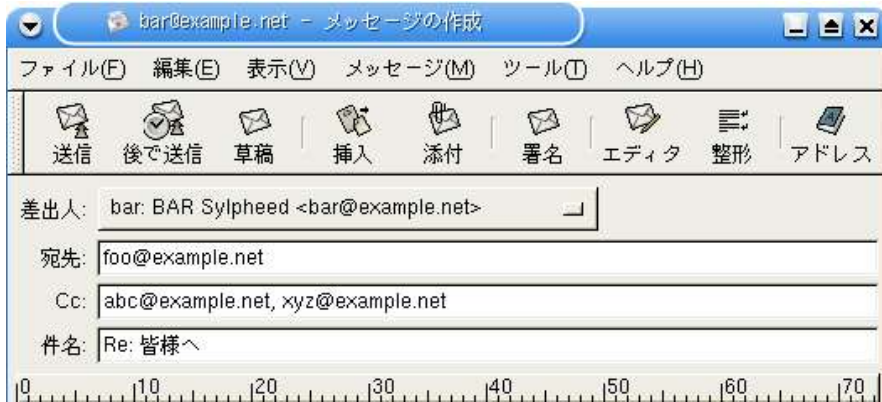 bar@example.net - メッセージの作成
ファイル(F) 編集(E) 表示(V) メッセージ(M) ツール(T) ヘルプ(H)
送信 後で送信 草稿 挿入 添付 署名 エディタ 整形 アドレス
差出人: bar: BAR Sylpheed <bar@example.net>
宛先: foo@example.net
Cc: abc@example.net, xyz@example.net
件名: Re: 皆様へ
0 10 20 30 40 50 60 70